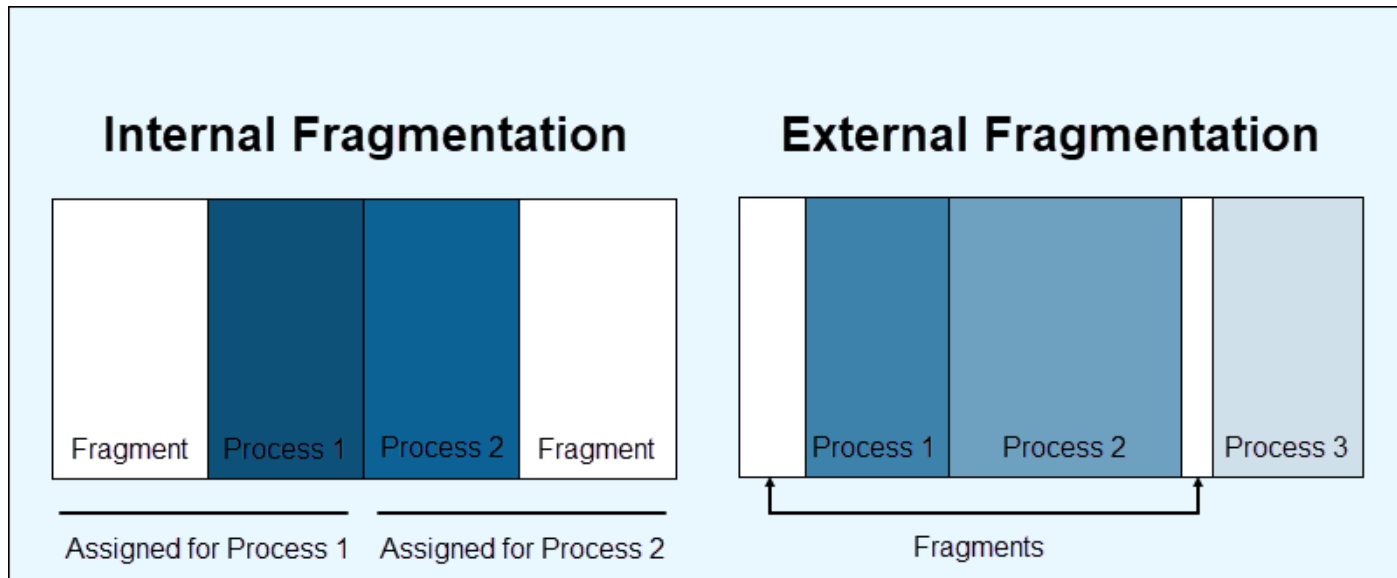 Internal Fragmentation
Fragment
Process 1
Process 2
Fragment
Assigned for Process 1
Assigned for Process 2
External Fragmentation
Process 1
Process 2
Process 3
Fragments